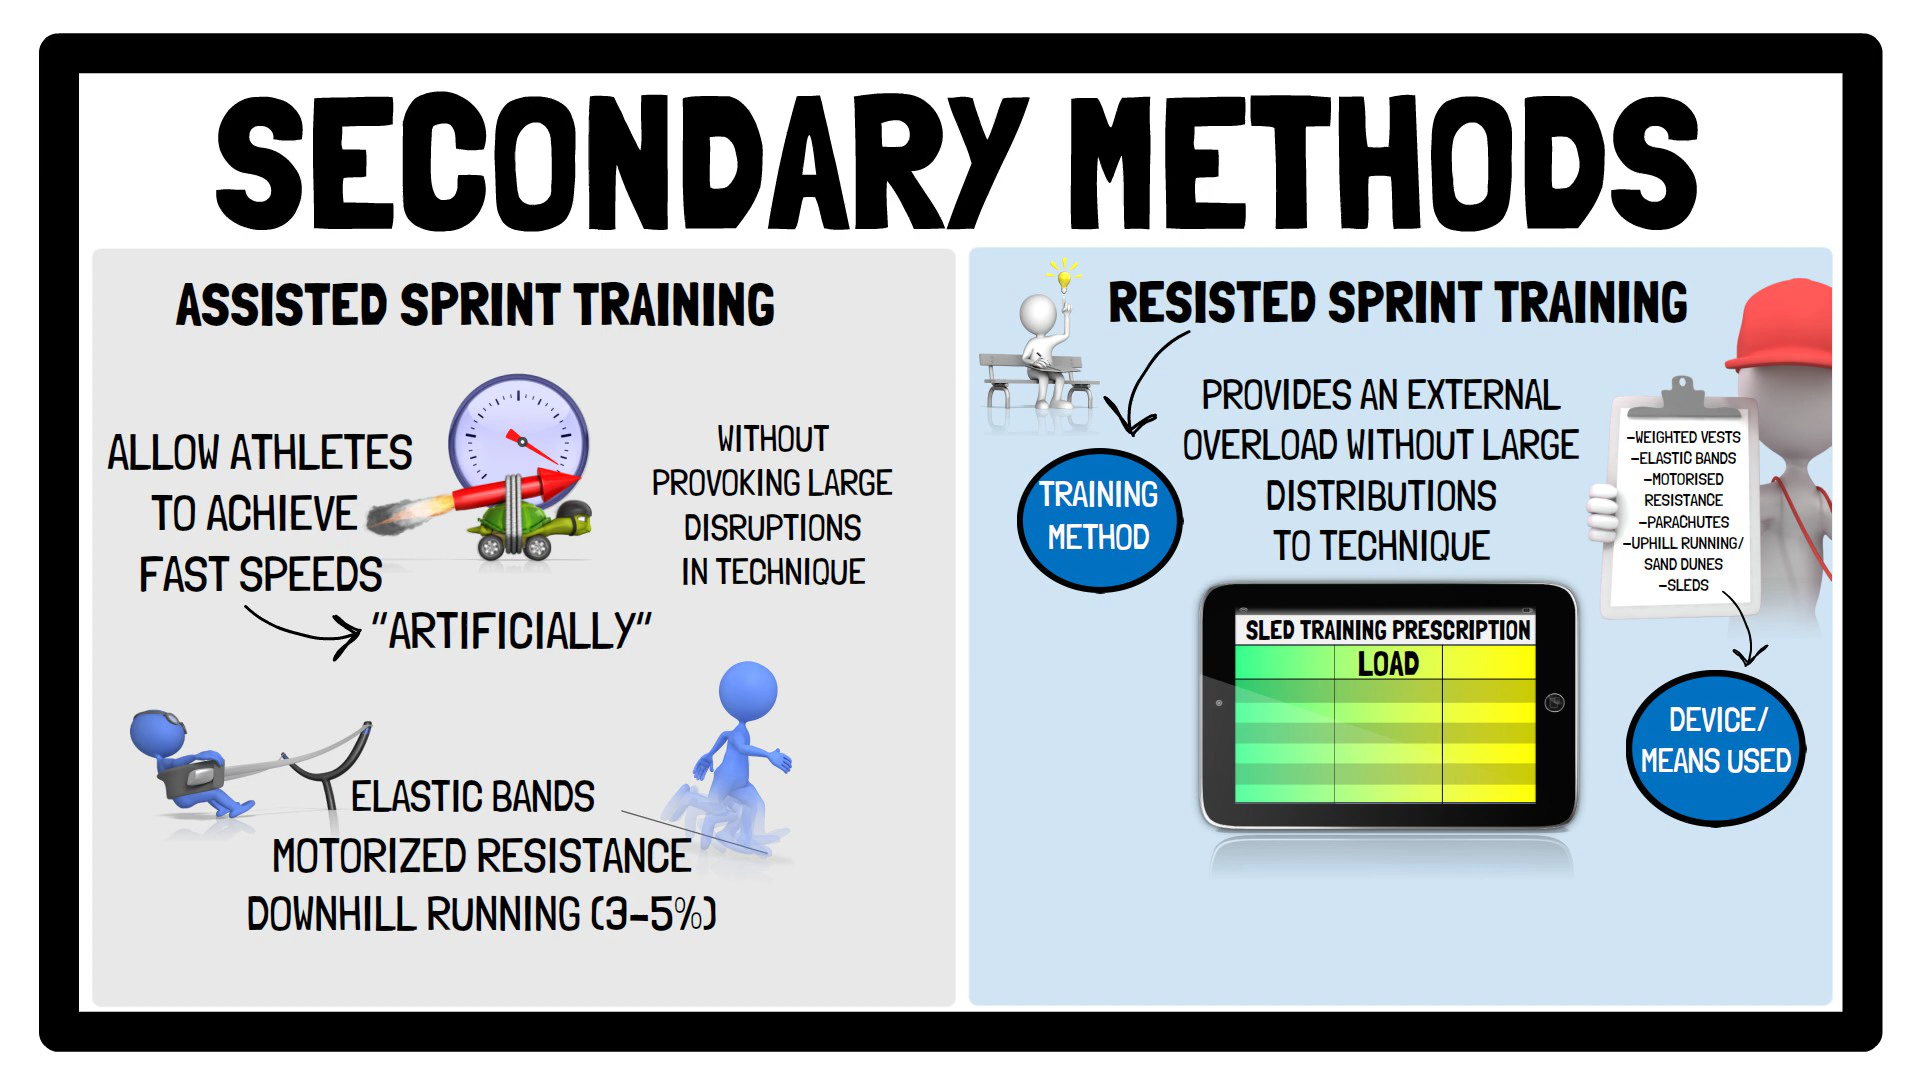 SECONDARY METHODS
ASSISTED SPRINT TRAINING
ALLOW ATHLETES
TO ACHIEVE
FAST SPEEDS
"ARTIFICIALLY"
WITHOUT
PROVOKING LARGE
DISRUPTIONS
IN TECHNIQUE
ELASTIC BANDS
MOTORIZED RESISTANCE
DOWNHILL RUNNING (3-5%)
RESISTED SPRINT TRAINING
TRAINING
METHOD
PROVIDES AN EXTERNAL
OVERLOAD WITHOUT LARGE
DISTRIBUTIONS
TO TECHNIQUE
-WEIGHTED VESTS
-ELASTIC BANDS
-MOTORISED
RESISTANCE
-PARACHUTES
-UPHILL RUNNING/
SAND DUNES
-SLEDS
DEVICE/
MEANS USED
SLED TRAINING PRESCRIPTION
LOAD